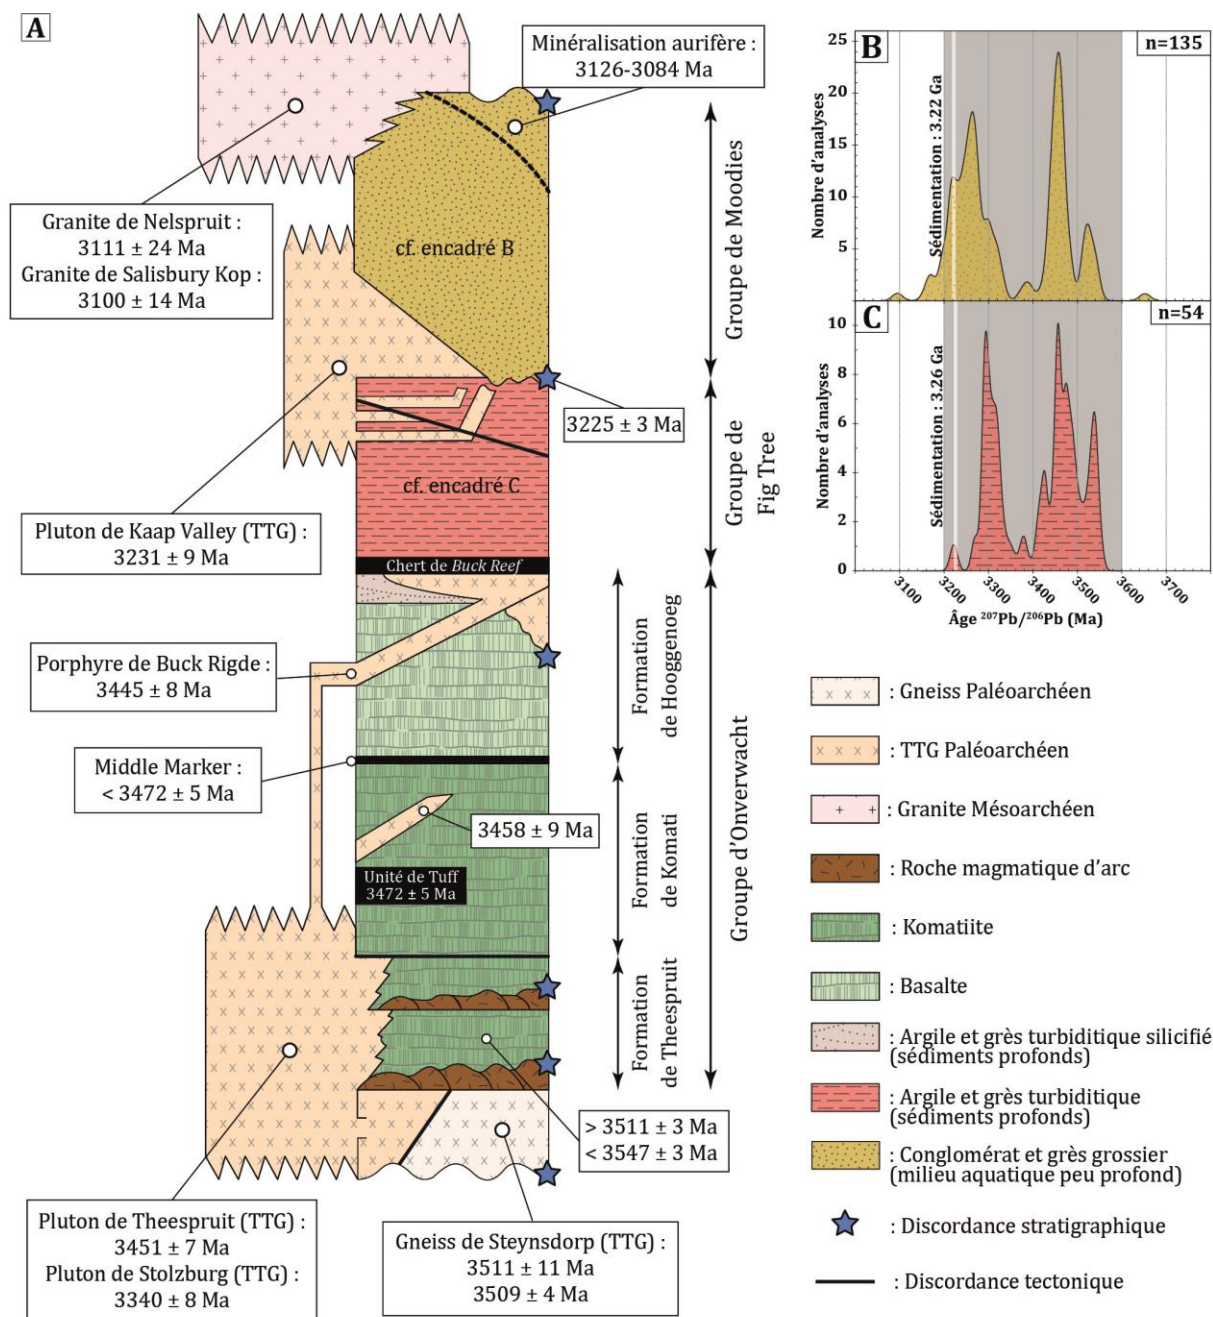 A
Minéralisation aurifère :
3126-3084 Ma
Granite de Nelspruit :
3111 ± 24 Ma
Granite de Salisbury Kop :
3100 ± 14 Ma
cf. encadré B
Groupe de Moodies
3225 ± 3 Ma
cf. encadré C
Groupe de
Fig Tree
Pluton de Kaap Valley (TTG) :
3231 ± 9 Ma
Chert de Buck Reef
Porphyre de Buck Rigde :
3445 ± 8 Ma
Formation
de Hooggenoeg
Middle Marker :
< 3472 ± 5 Ma
3458 ± 9 Ma
Unité de Tuff
3472 ± 5 Ma
Formation
de Komati
Groupe d'Onverwacht
Formation
de Theespruit
> 3511 ± 3 Ma
< 3547 ± 3 Ma
Pluton de Theespruit (TTG) :
3451 ± 7 Ma
Pluton de Stolzburg (TTG) :
3340 ± 8 Ma
Gneiss de Steynsdorp (TTG) :
3511 ± 11 Ma
3509 ± 4 Ma
B
n=135
25
20
15
10
5
0
Nombre d'analyses
Sédimentation : 3.22 Ga
C
n=54
10
8
6
4
2
0
Nombre d'analyses
Sédimentation : 3.26 Ga
3100
3200
3300
3400
3500
3600
3700
Âge ²⁰⁷Pb/²⁰⁶Pb (Ma)
: Gneiss Paléoarchéen
: TTG Paléoarchéen
: Granite Mésoarchéen
: Roche magmatique d'arc
: Komatiite
: Basalte
: Argile et grès turbiditique silicifié
(sédiments profonds)
: Argile et grès turbiditique
(sédiments profonds)
: Conglomérat et grès grossier
(milieu aquatique peu profond)
: Discordance stratigraphique
: Discordance tectonique